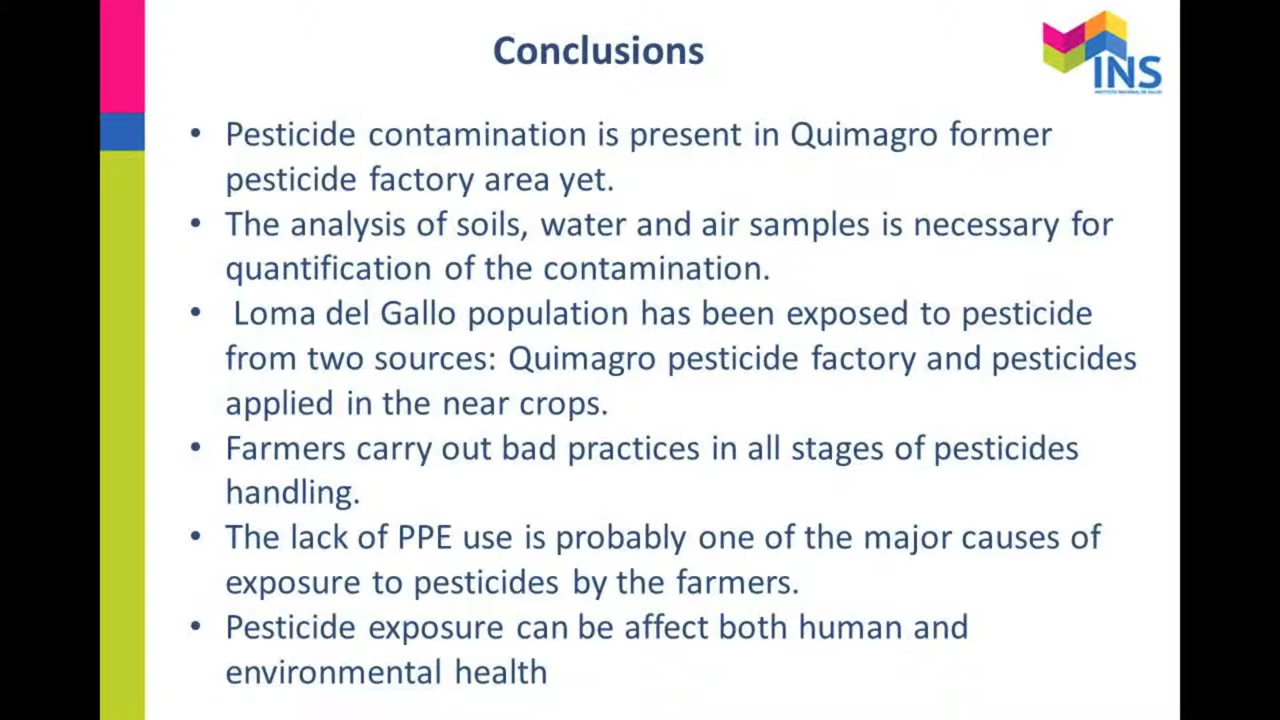 Conclusions
INS
INSTITUTO NACIONAL DE SALUD
• Pesticide contamination is present in Quimagro former
pesticide factory area yet.
• The analysis of soils, water and air samples is necessary for
quantification of the contamination.
• Loma del Gallo population has been exposed to pesticide
from two sources: Quimagro pesticide factory and pesticides
applied in the near crops.
• Farmers carry out bad practices in all stages of pesticides
handling.
• The lack of PPE use is probably one of the major causes of
exposure to pesticides by the farmers.
• Pesticide exposure can be affect both human and
environmental health